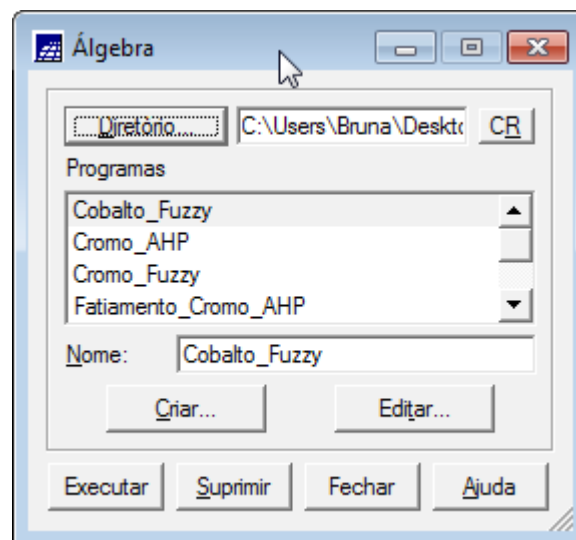 Álgebra
Diretório... C:\Users\Bruna\Deskto CR
Programas
Cobalto_Fuzzy
Cromo_AHP
Cromo_Fuzzy
Fatiamento_Cromo_AHP
Nome: Cobalto_Fuzzy
Criar... Editar...
Executar Suprimir Fechar Ajuda